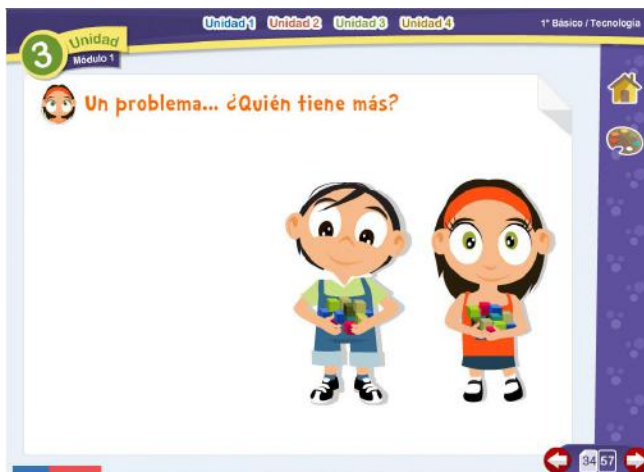 Unidad 1 Unidad 2 Unidad 3 Unidad 4
1° Básico / Tecnología
3 Unidad
Módulo 1
Un problema... ¿Quién tiene más?
34 57